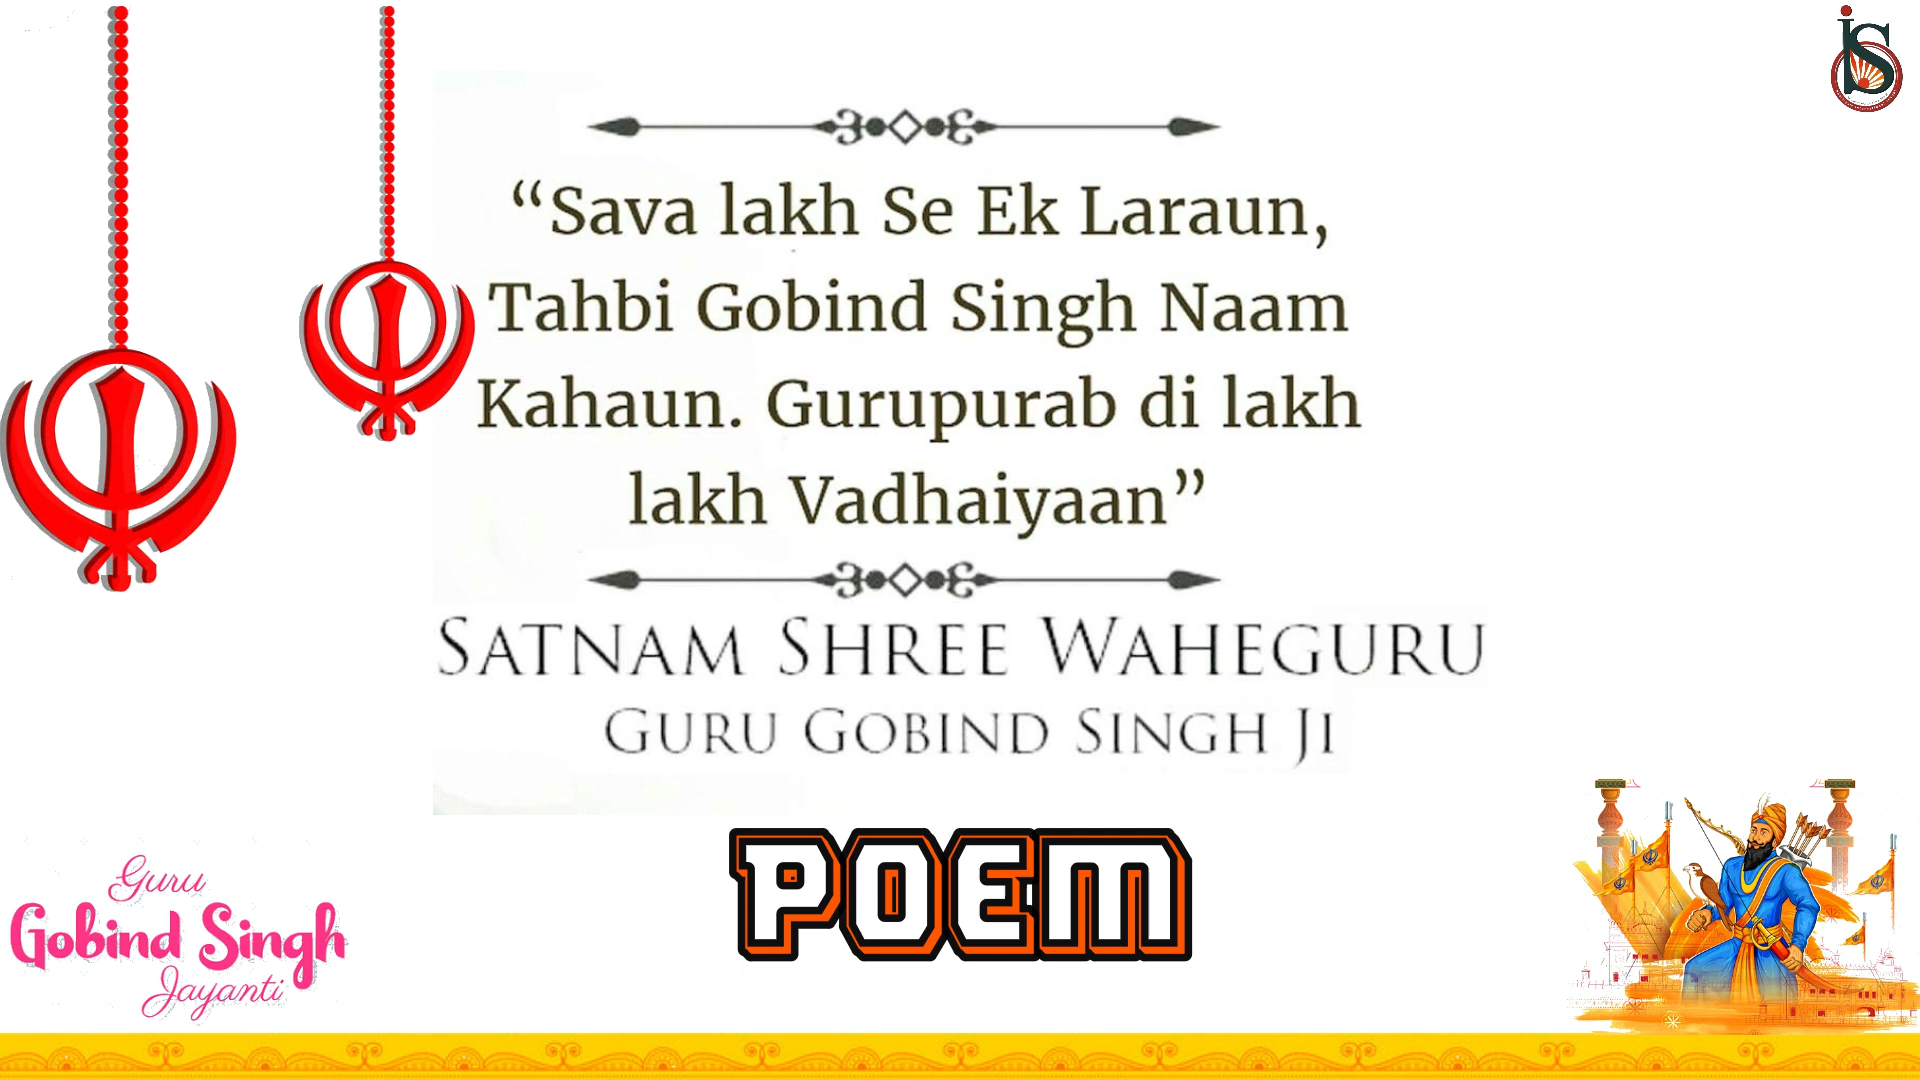 iS
“Sava lakh Se Ek Laraun,
Tahbi Gobind Singh Naam
Kahaun. Gurupurab di lakh
lakh Vadhaiyaan”
SATNAM SHREE WAHEGURU
GURU GOBIND SINGH JI
POEM
Guru
Gobind Singh
Jayanti